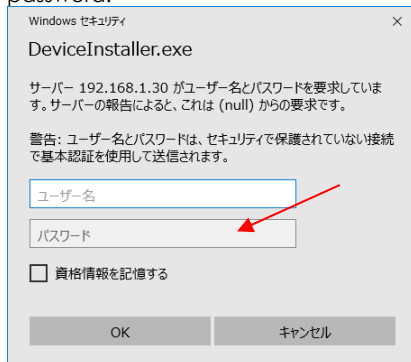 password.
Windows セキュリティ
DeviceInstaller.exe
サーバー 192.168.1.30 がユーザー名とパスワードを要求していま
す。サーバーの報告によると、これは (null) からの要求です。
警告: ユーザー名とパスワードは、セキュリティで保護されていない接続
で基本認証を使用して送信されます。
ユーザー名
パスワード
資格情報を記憶する
OK
キャンセル